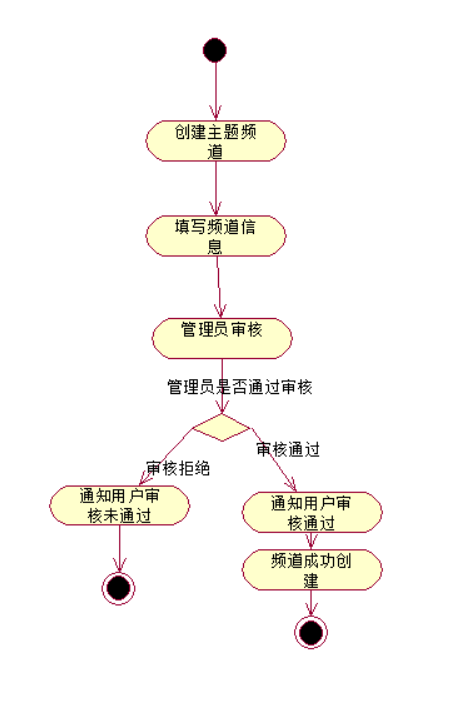 创建主题频
道
填写频道信
息
管理员审核
管理员是否通过审核
审核拒绝
审核通过
通知用户审
核未通过
通知用户审
核通过
频道成功创
建